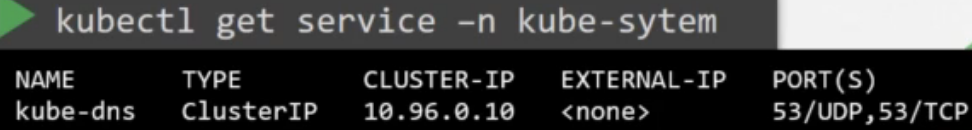 kubectl get service –n kube-sytem
NAME TYPE CLUSTER-IP EXTERNAL-IP PORT(S)
kube-dns ClusterIP 10.96.0.10 <none> 53/UDP,53/TCP